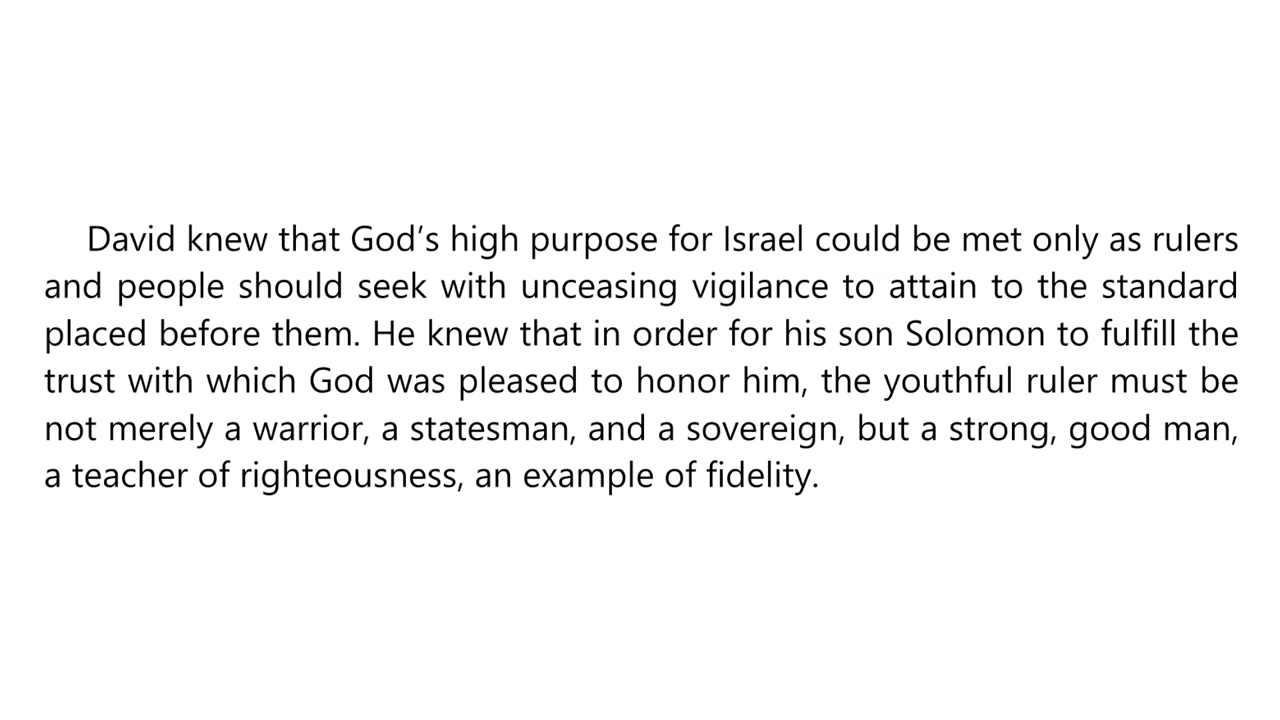 David knew that God’s high purpose for Israel could be met only as rulers
and people should seek with unceasing vigilance to attain to the standard
placed before them. He knew that in order for his son Solomon to fulfill the
trust with which God was pleased to honor him, the youthful ruler must be
not merely a warrior, a statesman, and a sovereign, but a strong, good man,
a teacher of righteousness, an example of fidelity.